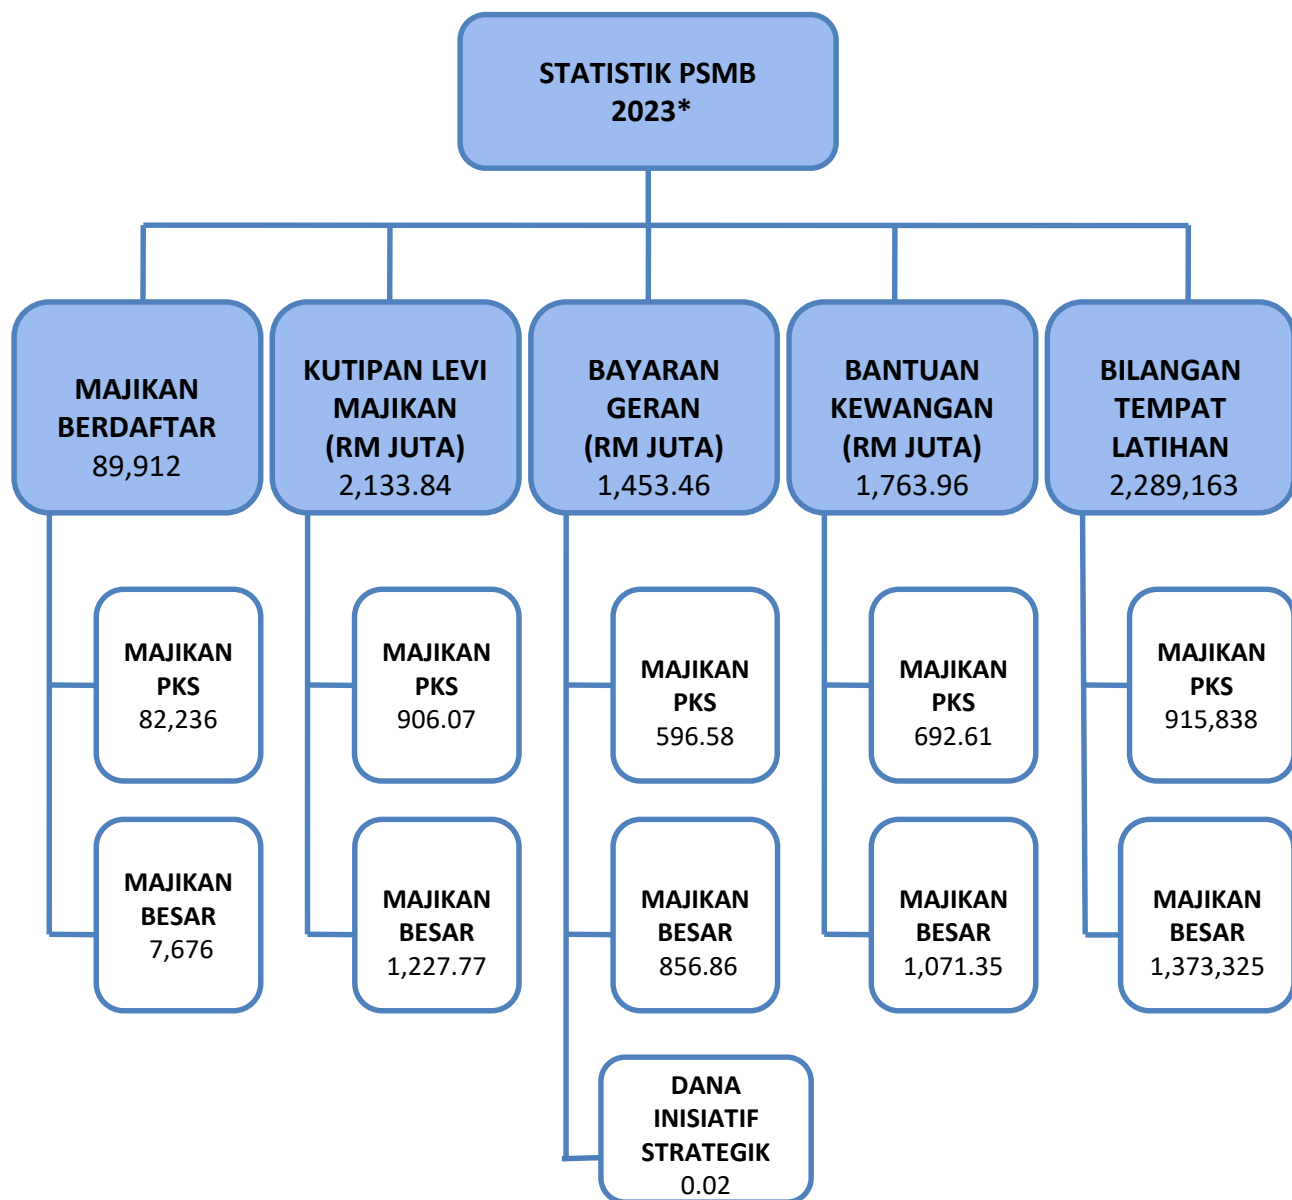 STATISTIK PSMB
2023*
MAJIKAN
BERDAFTAR
89,912
KUTIPAN LEVI
MAJIKAN
(RM JUTA)
2,133.84
BAYARAN
GERAN
(RM JUTA)
1,453.46
BANTUAN
KEWANGAN
(RM JUTA)
1,763.96
BILANGAN
TEMPAT
LATIHAN
2,289,163
MAJIKAN
PKS
82,236
MAJIKAN
PKS
906.07
MAJIKAN
PKS
596.58
MAJIKAN
PKS
692.61
MAJIKAN
PKS
915,838
MAJIKAN
BESAR
7,676
MAJIKAN
BESAR
1,227.77
MAJIKAN
BESAR
856.86
MAJIKAN
BESAR
1,071.35
MAJIKAN
BESAR
1,373,325
DANA
INISIATIF
STRATEGIK
0.02